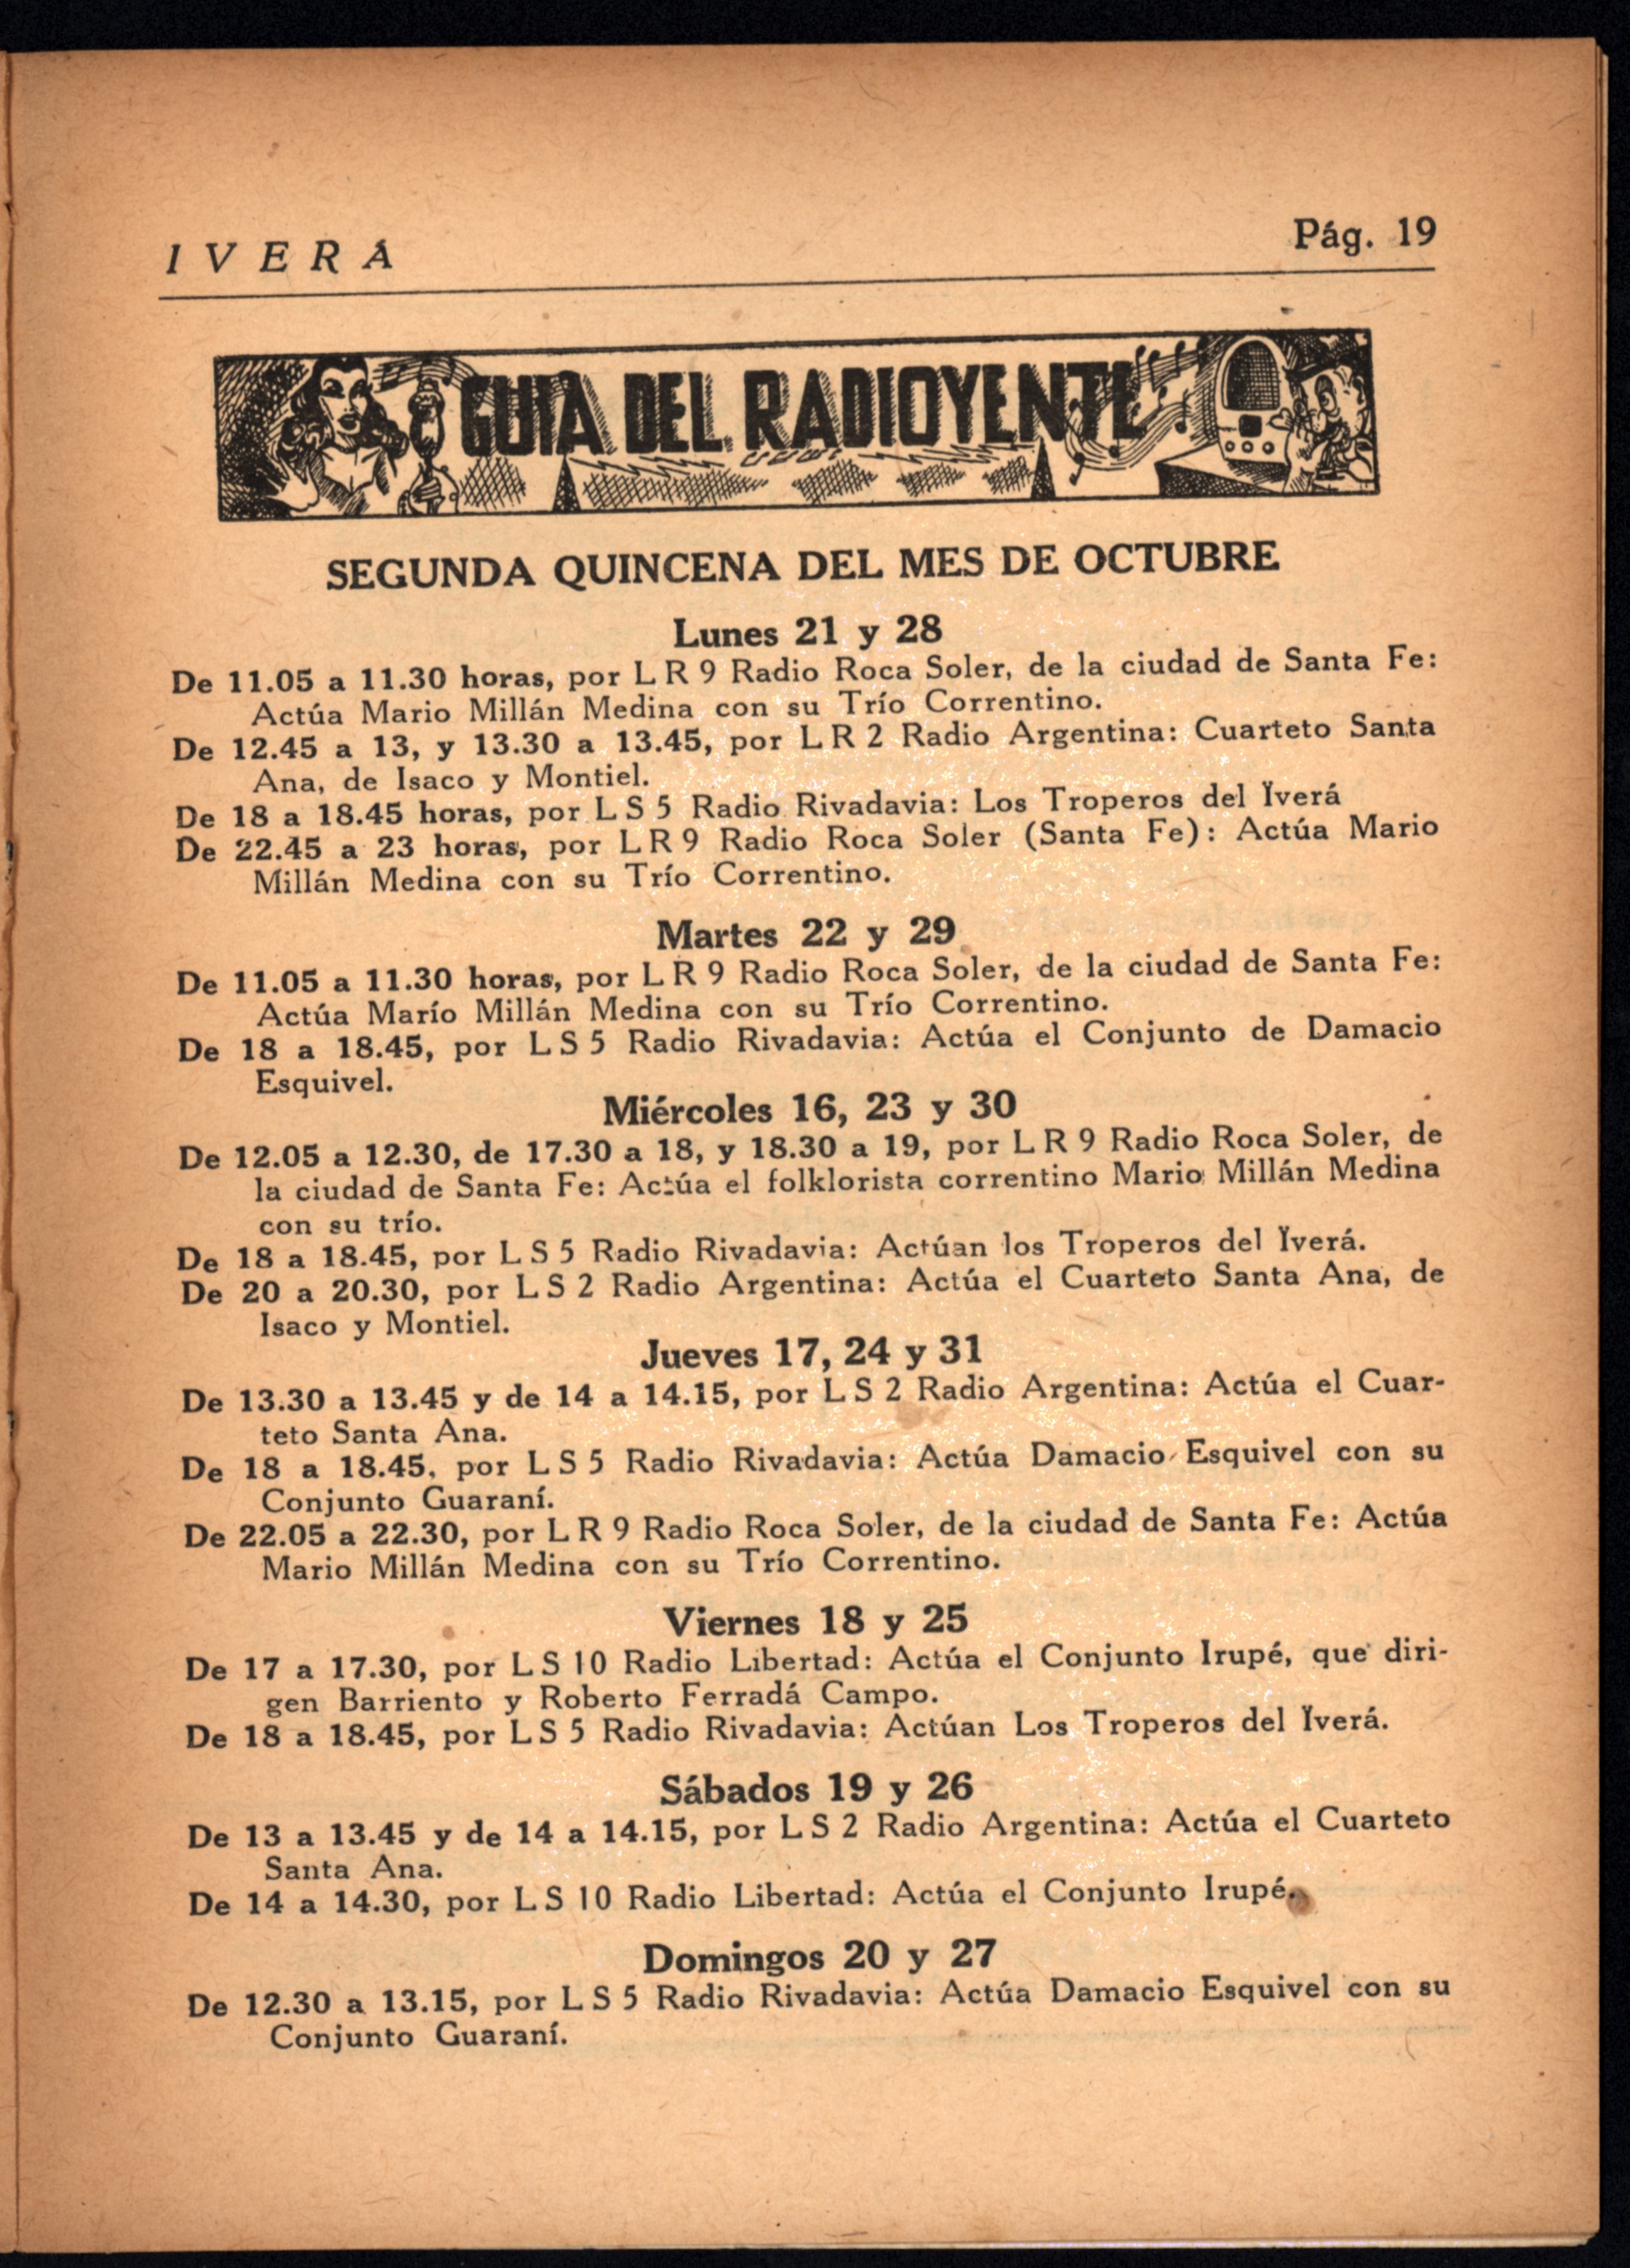 IVERÁ
Pág. 19
GUIA DEL RADIOYENTE
SEGUNDA QUINCENA DEL MES DE OCTUBRE
Lunes 21 y 28
De 11.05 a 11.30 horas, por L R 9 Radio Roca Soler, de la ciudad de Santa Fe:
Actúa Mario Millán Medina con su Trío Correntino.
De 12.45 a 13, y 13.30 a 13.45, por L R 2 Radio Argentina: Cuarteto Santa
Ana, de Isaco y Montiel.
De 18 a 18.45 horas, por L S 5 Radio Rivadavia: Los Troperos del Ïverá
De 22.45 a 23 horas, por L R 9 Radio Roca Soler (Santa Fe): Actúa Mario
Millán Medina con su Trío Correntino.
Martes 22 y 29
De 11.05 a 11.30 horas, por L R 9 Radio Roca Soler, de la ciudad de Santa Fe:
Actúa Marío Millán Medina con su Trío Correntino.
De 18 a 18.45, por L S 5 Radio Rivadavia: Actúa el Conjunto de Damacio
Esquivel.
Miércoles 16, 23 y 30
De 12.05 a 12.30, de 17.30 a 18, y 18.30 a 19, por L R 9 Radio Roca Soler, de
la ciudad de Santa Fe: Actúa el folklorista correntino Mario Millán Medina
con su trío.
De 18 a 18.45, por L S 5 Radio Rivadavia: Actúan los Troperos del Ïverá.
De 20 a 20.30, por L S 2 Radio Argentina: Actúa el Cuarteto Santa Ana, de
Isaco y Montiel.
Jueves 17, 24 y 31
De 13.30 a 13.45 y de 14 a 14.15, por L S 2 Radio Argentina: Actúa el Cuar-
teto Santa Ana.
De 18 a 18.45, por L S 5 Radio Rivadavia: Actúa Damacio Esquivel con su
Conjunto Guaraní.
De 22.05 a 22.30, por L R 9 Radio Roca Soler, de la ciudad de Santa Fe: Actúa
Mario Millán Medina con su Trío Correntino.
Viernes 18 y 25
De 17 a 17.30, por L S 10 Radio Libertad: Actúa el Conjunto Irupé, que diri-
gen Barriento y Roberto Ferradá Campo.
De 18 a 18.45, por L S 5 Radio Rivadavia: Actúan Los Troperos del Ïverá.
Sábados 19 y 26
De 13 a 13.45 y de 14 a 14.15, por L S 2 Radio Argentina: Actúa el Cuarteto
Santa Ana.
De 14 a 14.30, por L S 10 Radio Libertad: Actúa el Conjunto Irupé.
Domingos 20 y 27
De 12.30 a 13.15, por L S 5 Radio Rivadavia: Actúa Damacio Esquivel con su
Conjunto Guaraní.